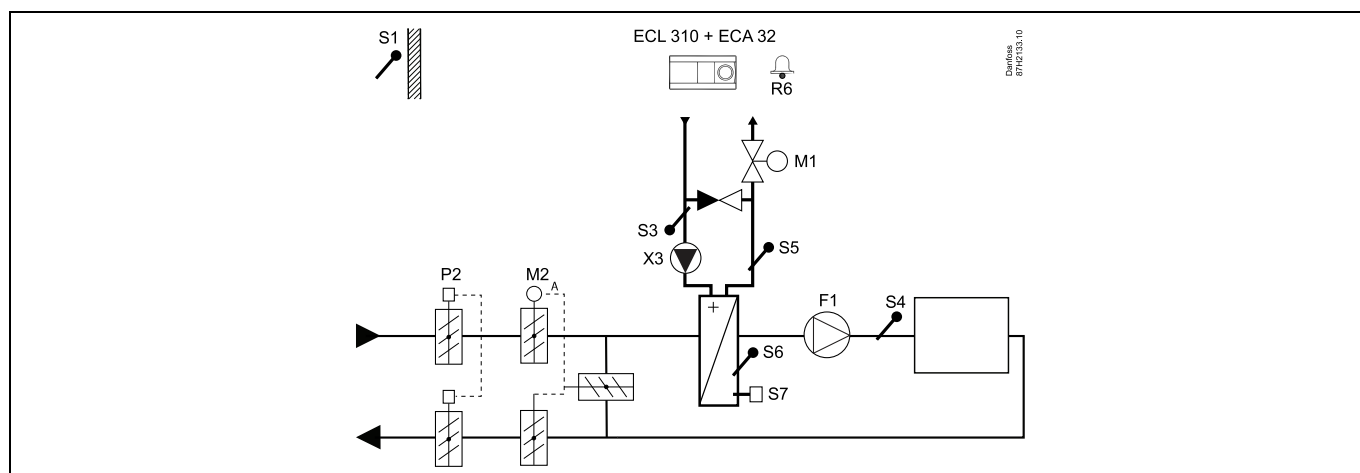 S1
ECL 310 + ECA 32
R6
Danfoss
87H2133.10
M1
S3
S5
X3
P2
M2
A
F1
S4
+
S6
S7